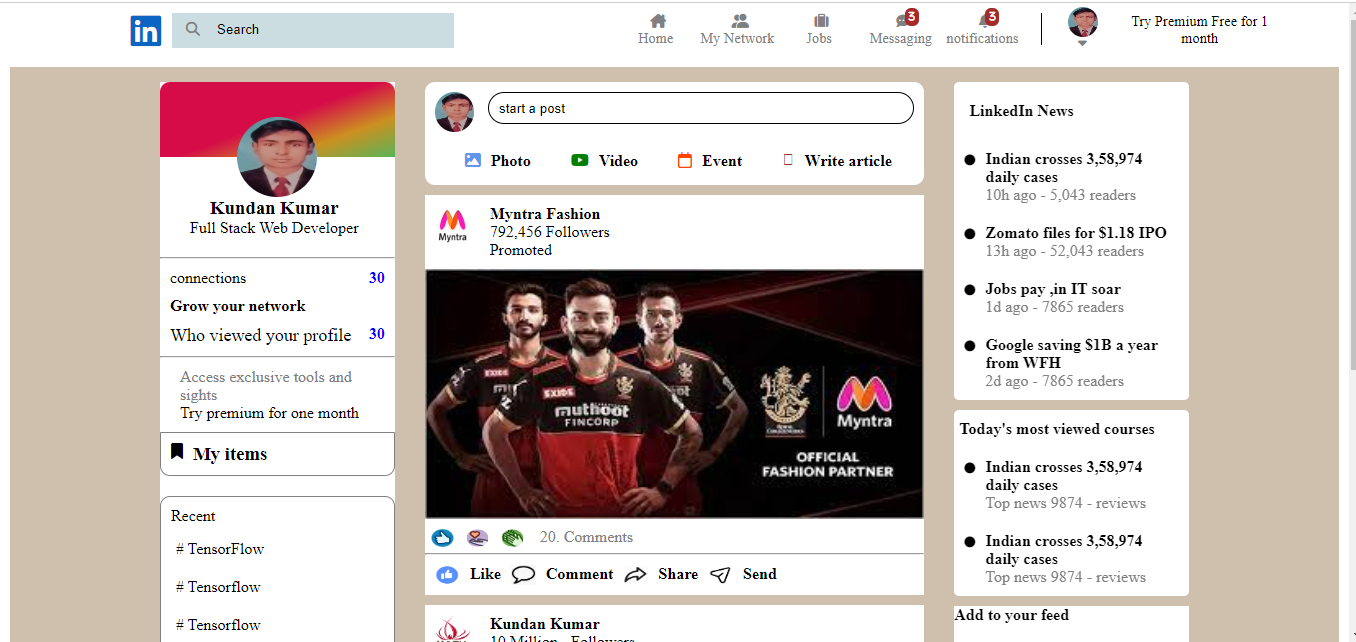 in
Search
Home
My Network
Jobs
3
Messaging
3
notifications
Try Premium Free for 1
month
Kundan Kumar
Full Stack Web Developer
connections 30
Grow your network
Who viewed your profile 30
Access exclusive tools and
sights
Try premium for one month
My items
Recent
# TensorFlow
# Tensorflow
# Tensorflow
start a post
Photo
Video
Event
Write article
Myntra
Myntra Fashion
792,456 Followers
Promoted
EXIDE
EXIDE
muthoot
FINCORP
Myntra
OFFICIAL
FASHION PARTNER
20. Comments
Like
Comment
Share
Send
Kundan Kumar
10 Million Followers
LinkedIn News
Indian crosses 3,58,974
daily cases
10h ago - 5,043 readers
Zomato files for $1.18 IPO
13h ago - 52,043 readers
Jobs pay ,in IT soar
1d ago - 7865 readers
Google saving $1B a year
from WFH
2d ago - 7865 readers
Today's most viewed courses
Indian crosses 3,58,974
daily cases
Top news 9874 - reviews
Indian crosses 3,58,974
daily cases
Top news 9874 - reviews
Add to your feed